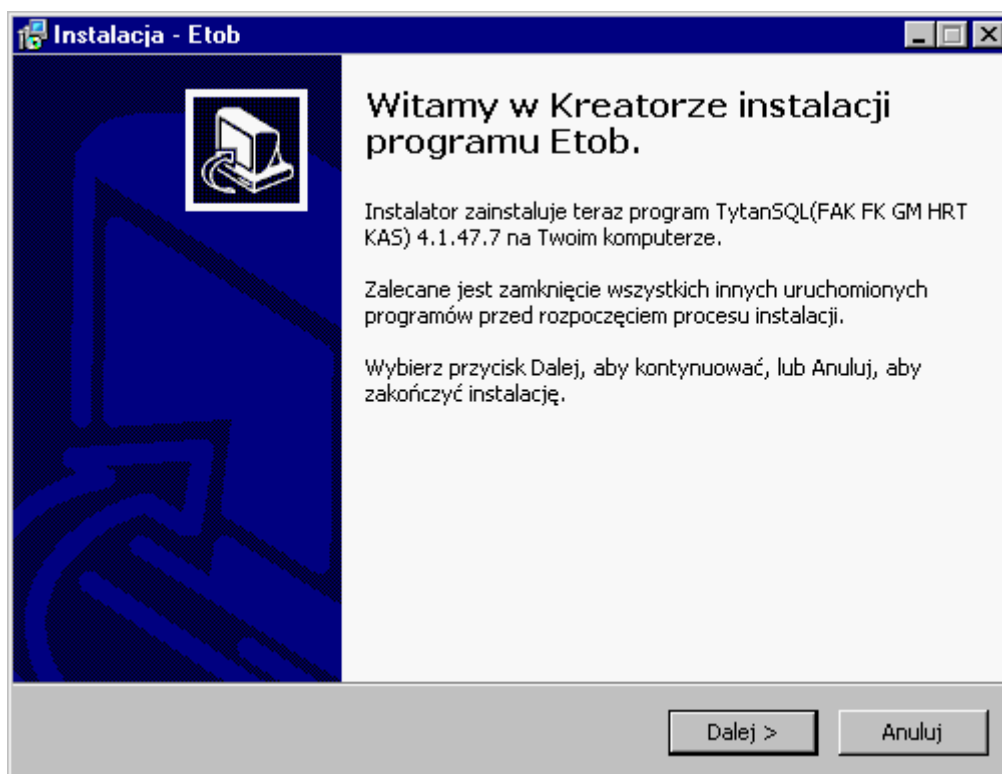 Instalacja - Etob
Witamy w Kreatorze instalacji
programu Etob.
Instalator zainstaluje teraz program TytanSQL(FAK FK GM HRT
KAS) 4.1.47.7 na Twoim komputerze.
Zalecane jest zamknięcie wszystkich innych uruchomionych
programów przed rozpoczęciem procesu instalacji.
Wybierz przycisk Dalej, aby kontynuować, lub Anuluj, aby
zakończyć instalację.
Dalej >
Anuluj